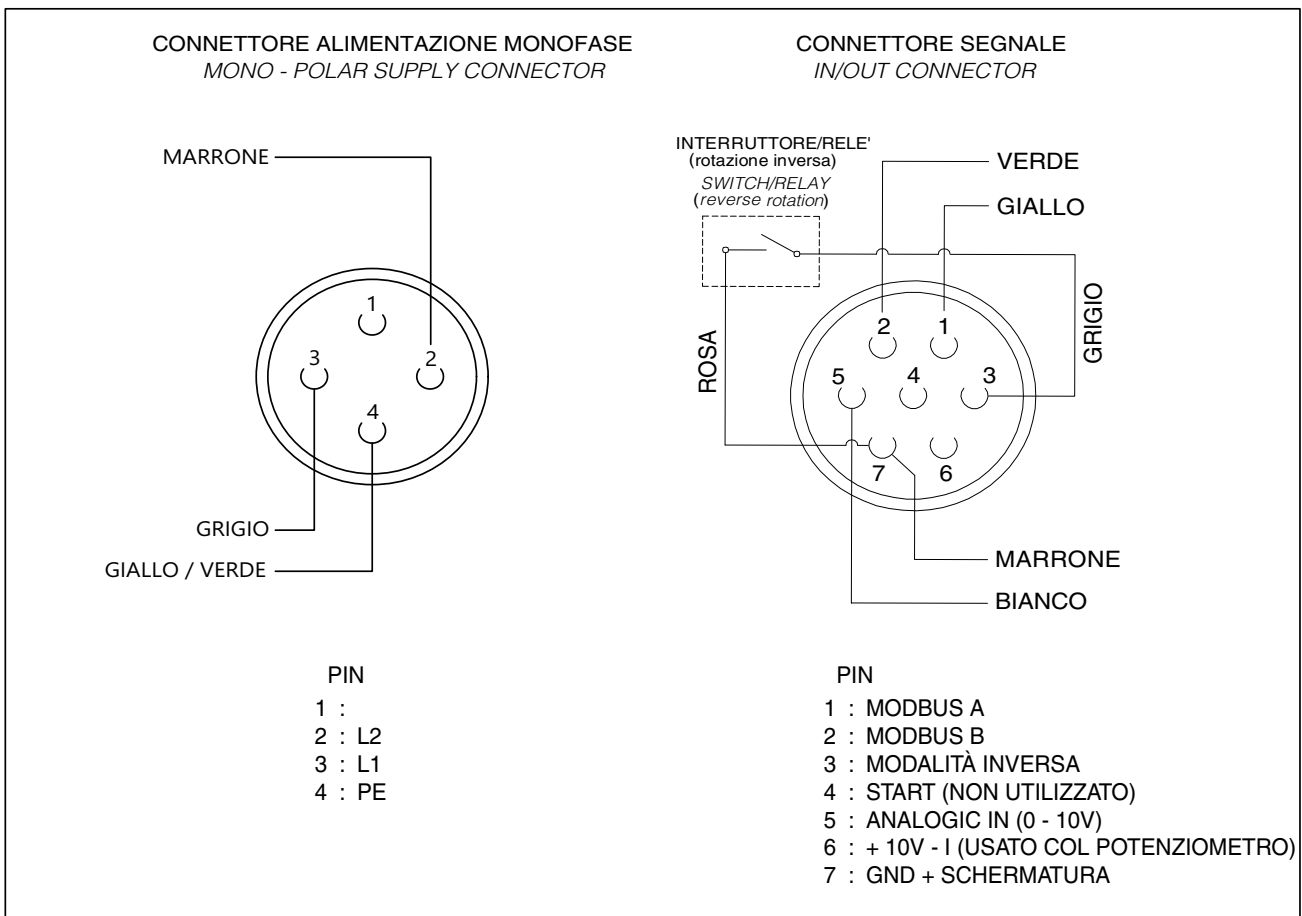 CONNETTORE ALIMENTAZIONE MONOFASE
MONO - POLAR SUPPLY CONNECTOR
MARRONE
1
3
2
4
GRIGIO
GIALLO / VERDE
PIN
1 :
2 : L2
3 : L1
4 : PE
CONNETTORE SEGNALE
IN/OUT CONNECTOR
INTERRUTTORE/RELE'
(rotazione inversa)
SWITCH/RELAY
(reverse rotation)
VERDE
GIALLO
ROSA
GRIGIO
2
1
5
4
3
7
6
MARRONE
BIANCO
PIN
1 : MODBUS A
2 : MODBUS B
3 : MODALITÀ INVERSA
4 : START (NON UTILIZZATO)
5 : ANALOGIC IN (0 - 10V)
6 : + 10V - I (USATO COL POTENZIOMETRO)
7 : GND + SCHERMATURA